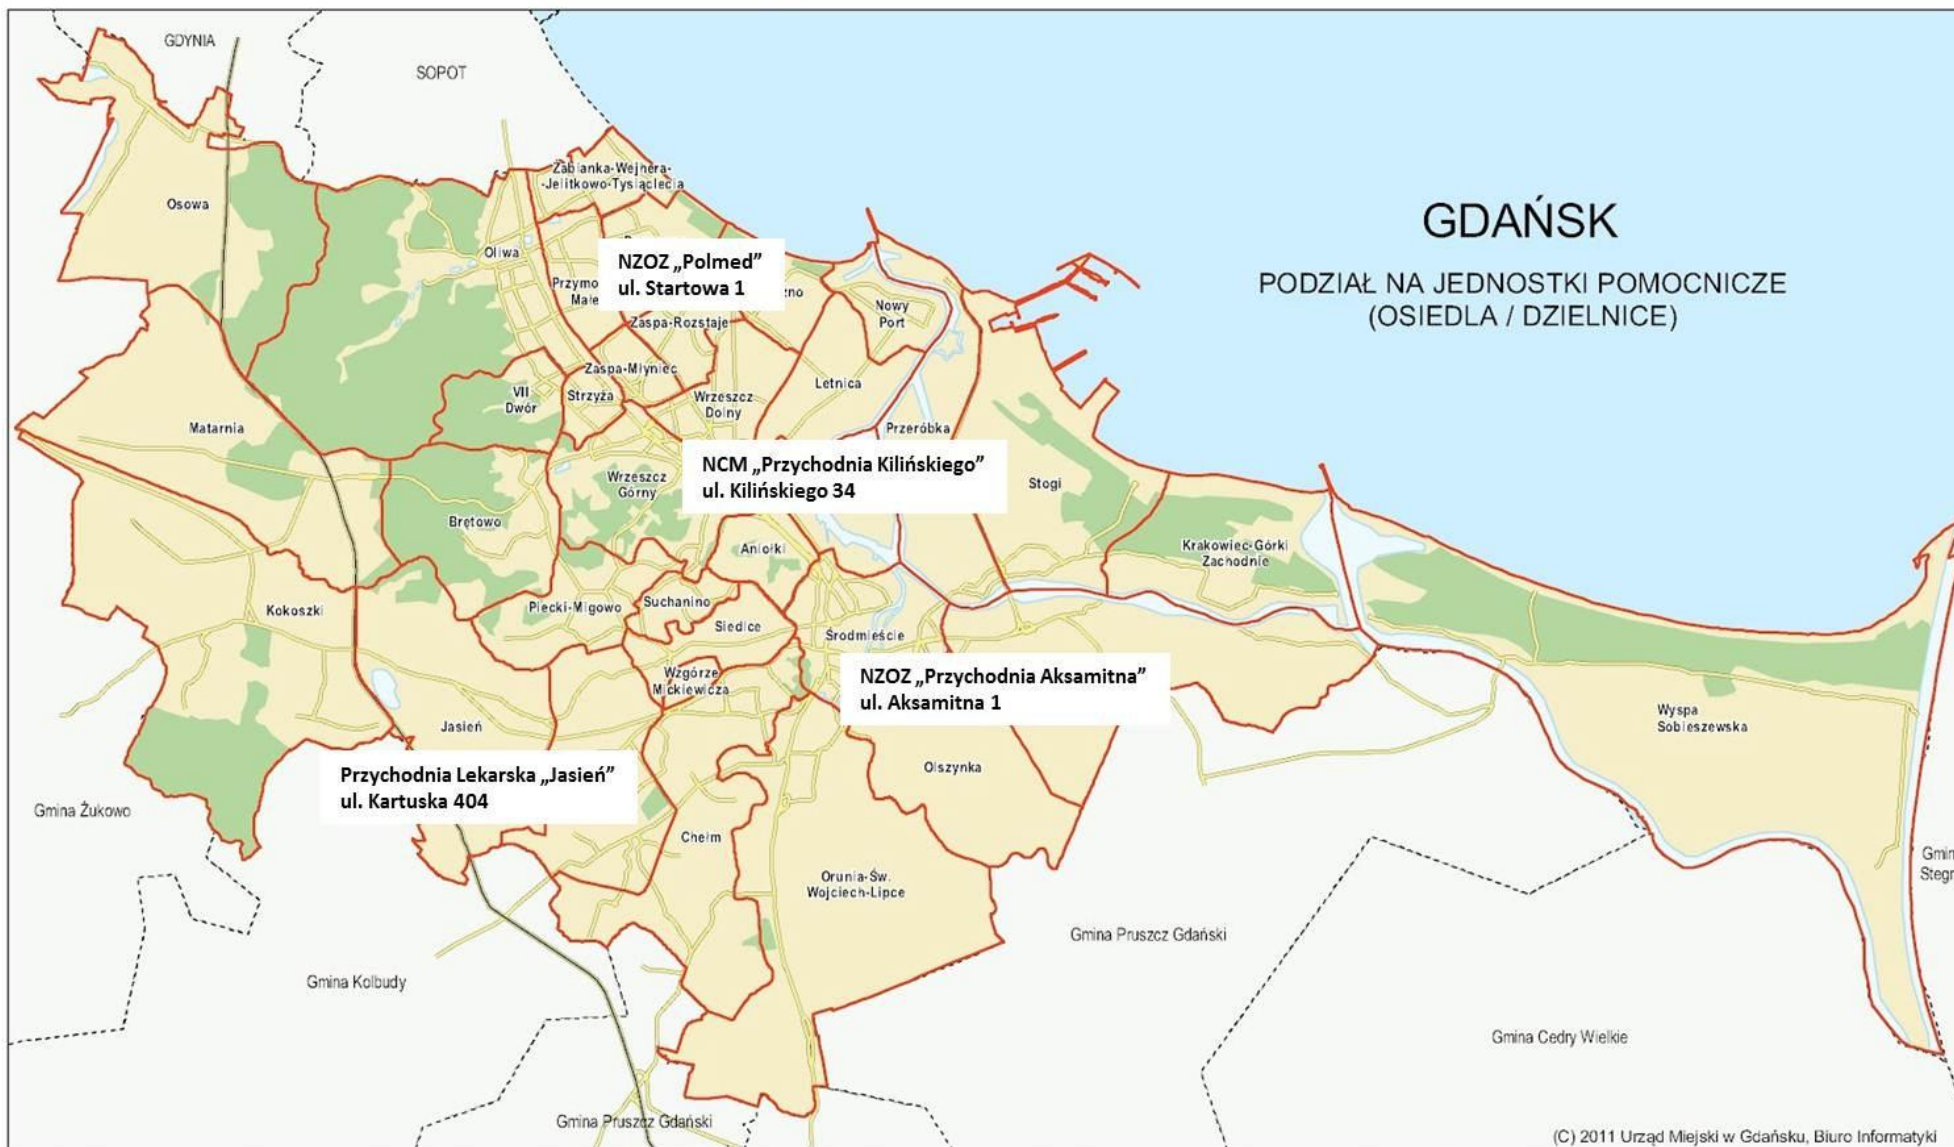 GDYNIA
SOPOT
Żabianka-Wejhera-
-Jelitkowo-Tysiąclecia
Osowa
GDAŃSK
PODZIAŁ NA JEDNOSTKI POMOCNICZE
(OSIEDLA / DZIELNICE)
Oliwa
NZOZ „Polmed”
ul. Startowa 1
Nowy
Port
Zaspa-Rozstaje
Zaspa-Młyniec
VII
Dwór
Strzyża
Wrzeszcz
Dolny
Letnica
Matarnia
Przeróbka
NCM „Przychodnia Kilińskiego”
ul. Kilińskiego 34
Wrzeszcz
Górny
Stogi
Brętowo
Aniołki
Krakowiec-Górki
Zachodnie
Kokoszki
Piecki-Migowo
Suchanino
Siedlce
Śródmieście
Wzgórze
Mickiewicza
NZOZ „Przychodnia Aksamitna”
ul. Aksamitna 1
Wyspa
Sobieszewska
Jasień
Przychodnia Lekarska „Jasień”
ul. Kartuska 404
Olszynka
Gmina Żukowo
Chełm
Orunia-Św.
Wojciech-Lipce
Gmina Pruszcz Gdański
Gmina Kolbudy
Gmina Cedry Wielkie
Gmina Pruszcz Gdański
(C) 2011 Urząd Miejski w Gdańsku, Biuro Informatyki